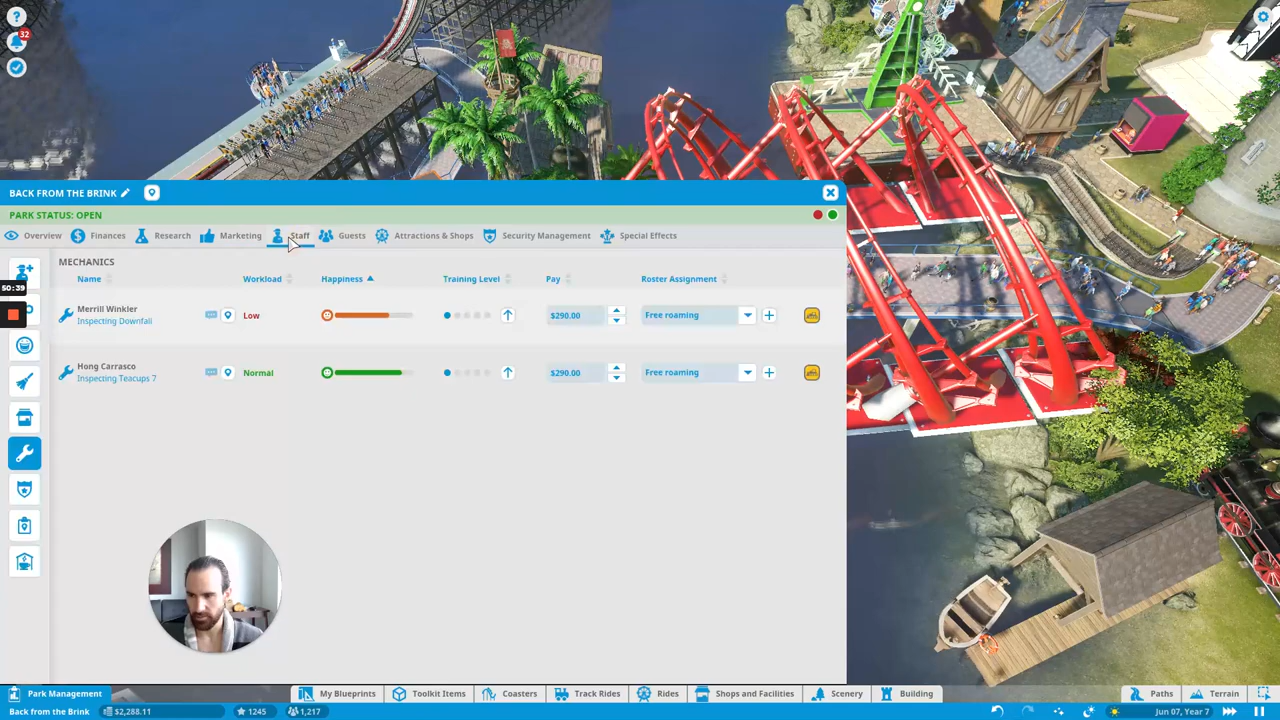 ?
32
BACK FROM THE BRINK
PARK STATUS: OPEN
Overview Finances Research Marketing Staff Guests Attractions & Shops Security Management Special Effects
MECHANICS
Name Workload Happiness Training Level Pay Roster Assignment
50:39
Merrill Winkler
Inspecting Downfall
Low $290.00 Free roaming
Hong Carrasco
Inspecting Teacups 7
Normal $290.00 Free roaming
Park Management My Blueprints Toolkit Items Coasters Track Rides Rides Shops and Facilities Scenery Building Paths Terrain
Back from the Brink $2,288.11 1245 1,217 Jun 07, Year 7